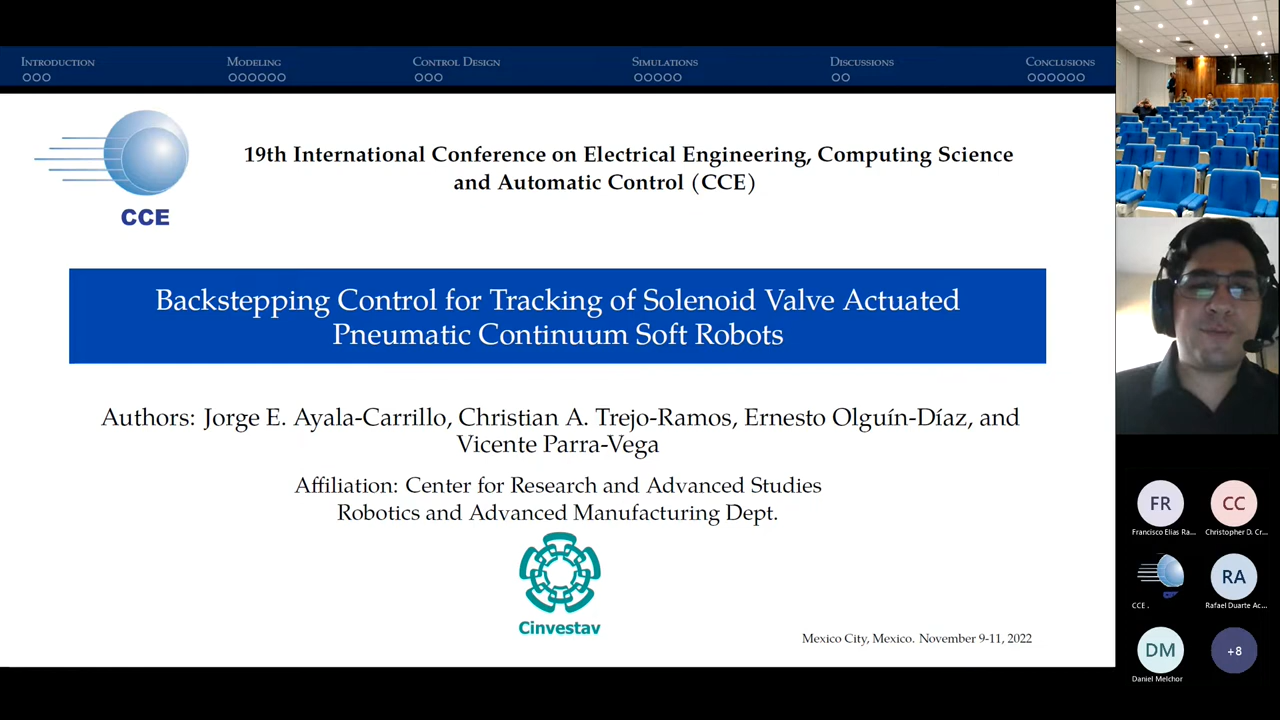 INTRODUCTION
MODELING
CONTROL DESIGN
SIMULATIONS
DISCUSSIONS
CONCLUSIONS
CCE
19th International Conference on Electrical Engineering, Computing Science
and Automatic Control (CCE)
Backstepping Control for Tracking of Solenoid Valve Actuated
Pneumatic Continuum Soft Robots
Authors: Jorge E. Ayala-Carrillo, Christian A. Trejo-Ramos, Ernesto Olguín-Díaz, and
Vicente Parra-Vega
Affiliation: Center for Research and Advanced Studies
Robotics and Advanced Manufacturing Dept.
Cinvestav
Mexico City, Mexico. November 9-11, 2022
FR
CC
Francisco Elias Ra...
Christopher D. Cr...
RA
CCE .
Rafael Duarte Ac...
DM
+8
Daniel Melchor